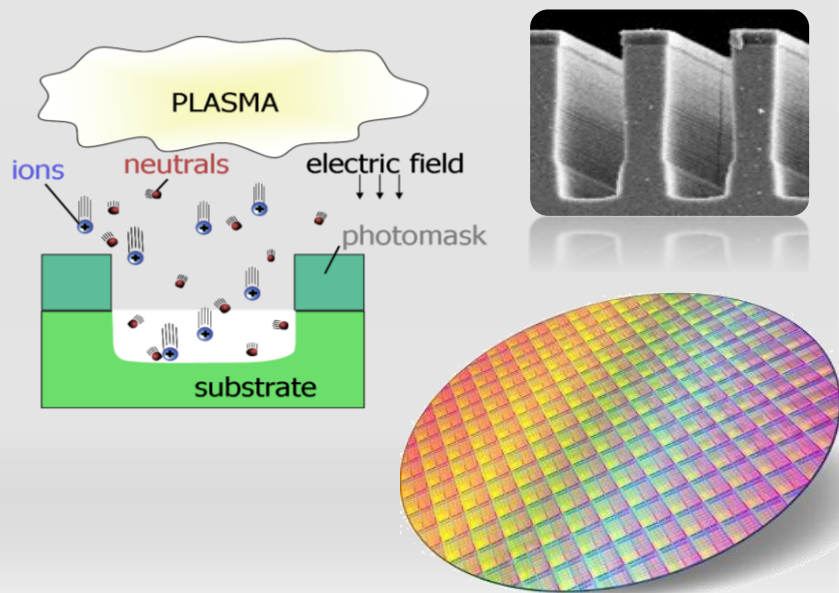 PLASMA
ions
neutrals
electric field
photomask
substrate